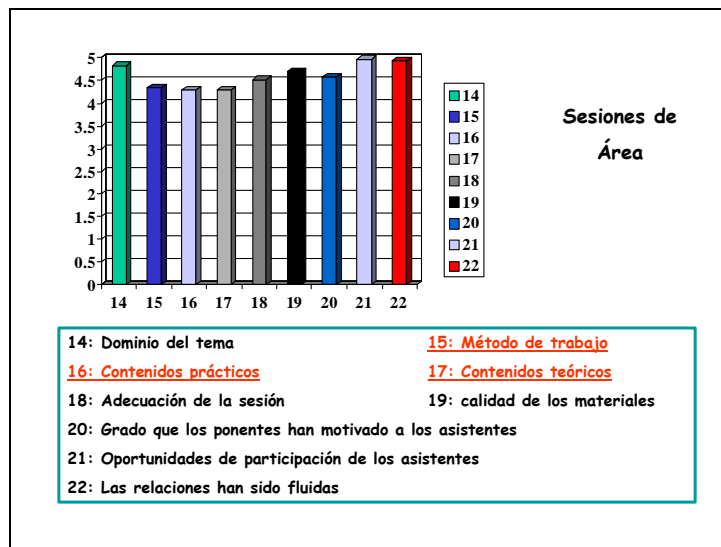 5
4.5
4
3.5
3
2.5
2
1.5
1
0.5
0
14 15 16 17 18 19 20 21 22
14
15
16
17
18
19
20
21
22
Sesiones de
Área
14: Dominio del tema
15: Método de trabajo
16: Contenidos prácticos
17: Contenidos teóricos
18: Adecuación de la sesión
19: calidad de los materiales
20: Grado que los ponentes han motivado a los asistentes
21: Oportunidades de participación de los asistentes
22: Las relaciones han sido fluidas